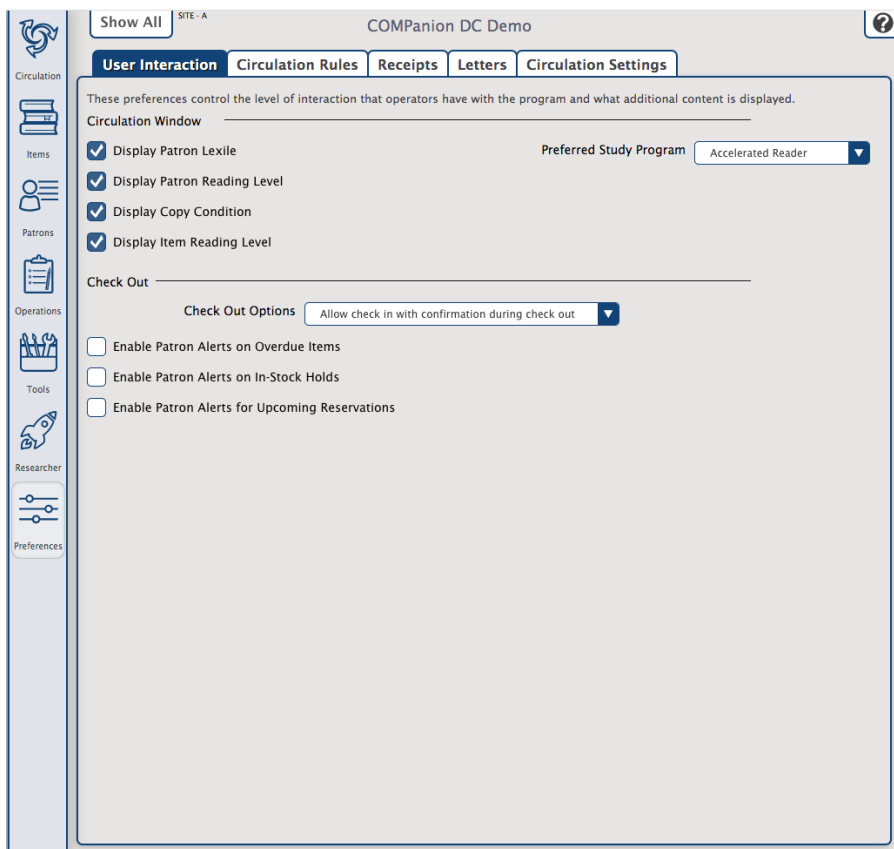 Show All
SITE - A
COMPanion DC Demo
?
Circulation
Items
Patrons
Operations
Tools
Researcher
Preferences
User Interaction
Circulation Rules
Receipts
Letters
Circulation Settings
These preferences control the level of interaction that operators have with the program and what additional content is displayed.
Circulation Window
Display Patron Lexile
Preferred Study Program
Accelerated Reader
Display Patron Reading Level
Display Copy Condition
Display Item Reading Level
Check Out
Check Out Options
Allow check in with confirmation during check out
Enable Patron Alerts on Overdue Items
Enable Patron Alerts on In-Stock Holds
Enable Patron Alerts for Upcoming Reservations